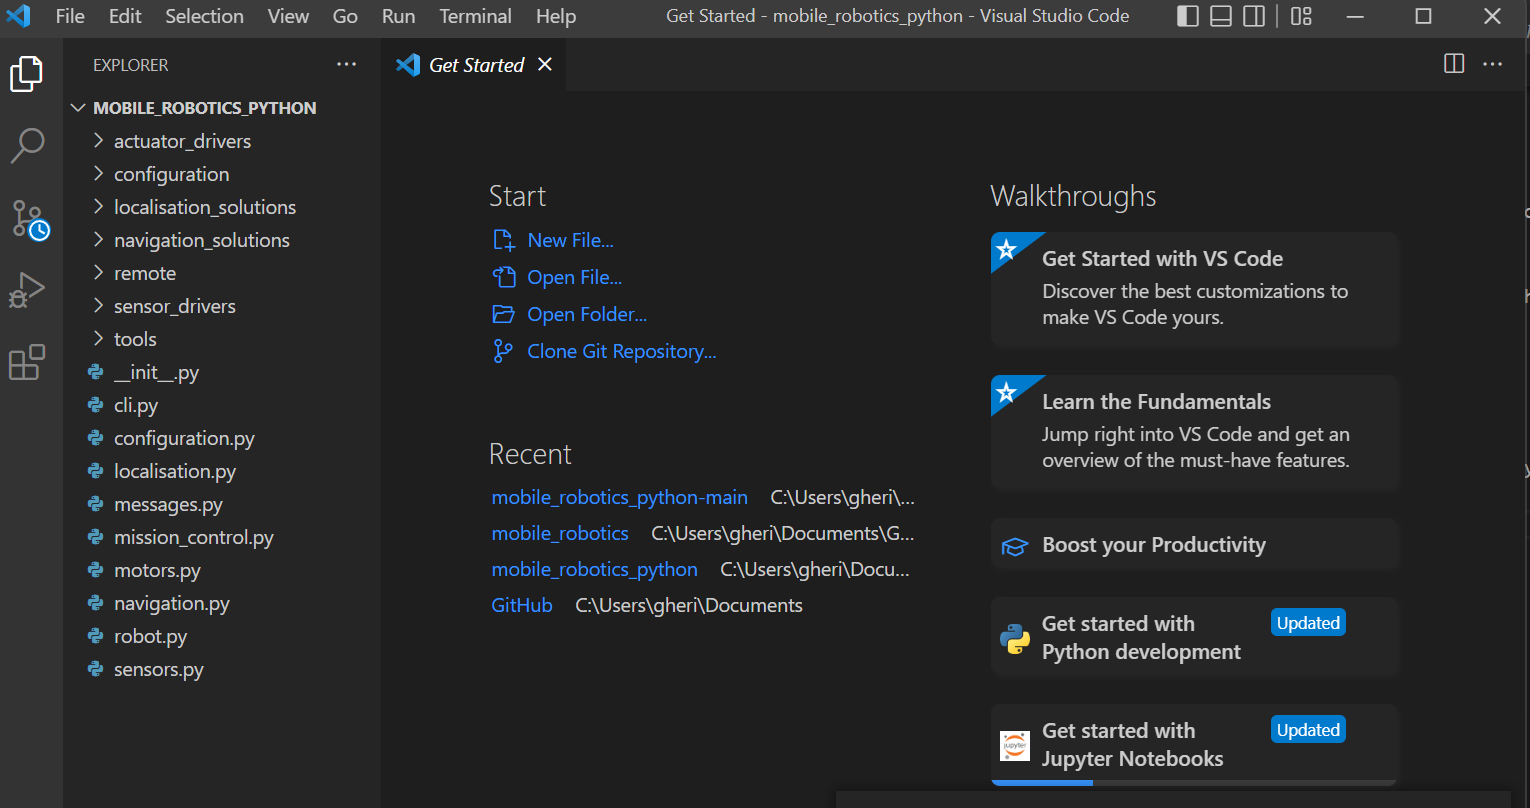 File Edit Selection View Go Run Terminal Help Get Started - mobile_robotics_python - Visual Studio Code
EXPLORER
Get Started
MOBILE_ROBOTICS_PYTHON
actuator_drivers
configuration
localisation_solutions
navigation_solutions
remote
sensor_drivers
tools
__init__.py
cli.py
configuration.py
localisation.py
messages.py
mission_control.py
motors.py
navigation.py
robot.py
sensors.py
Start
New File...
Open File...
Open Folder...
Clone Git Repository...
Recent
mobile_robotics_python-main C:\Users\gheri\...
mobile_robotics C:\Users\gheri\Documents\G...
mobile_robotics_python C:\Users\gheri\Docu...
GitHub C:\Users\gheri\Documents
Walkthroughs
Get Started with VS Code
Discover the best customizations to
make VS Code yours.
Learn the Fundamentals
Jump right into VS Code and get an
overview of the must-have features.
Boost your Productivity
Get started with Updated
Python development
jupyter
Get started with Updated
Jupyter Notebooks